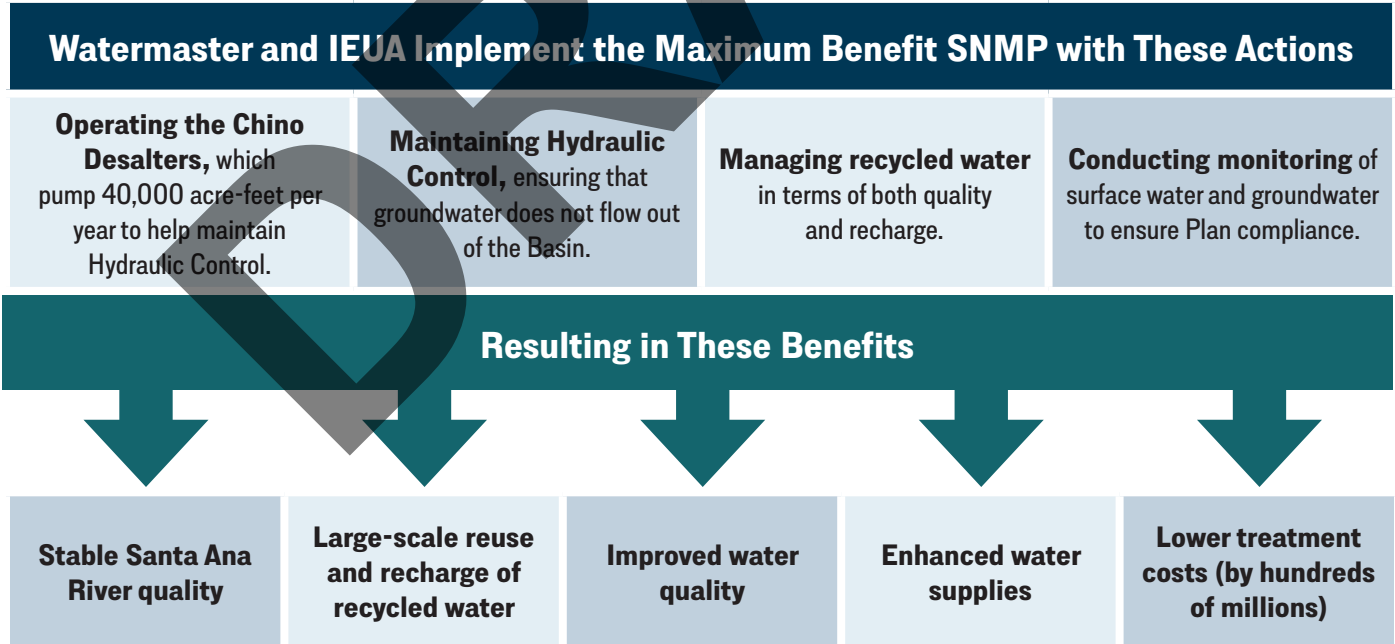 Watermaster and IEUA Implement the Maximum Benefit SNMP with These Actions
Operating the Chino
Desalters, which
pump 40,000 acre-feet per
year to help maintain
Hydraulic Control.
Maintaining Hydraulic
Control, ensuring that
groundwater does not flow out
of the Basin.
Managing recycled water
in terms of both quality
and recharge.
Conducting monitoring of
surface water and groundwater
to ensure Plan compliance.
Resulting in These Benefits
Stable Santa Ana
River quality
Large-scale reuse
and recharge of
recycled water
Improved water
quality
Enhanced water
supplies
Lower treatment
costs (by hundreds
of millions)